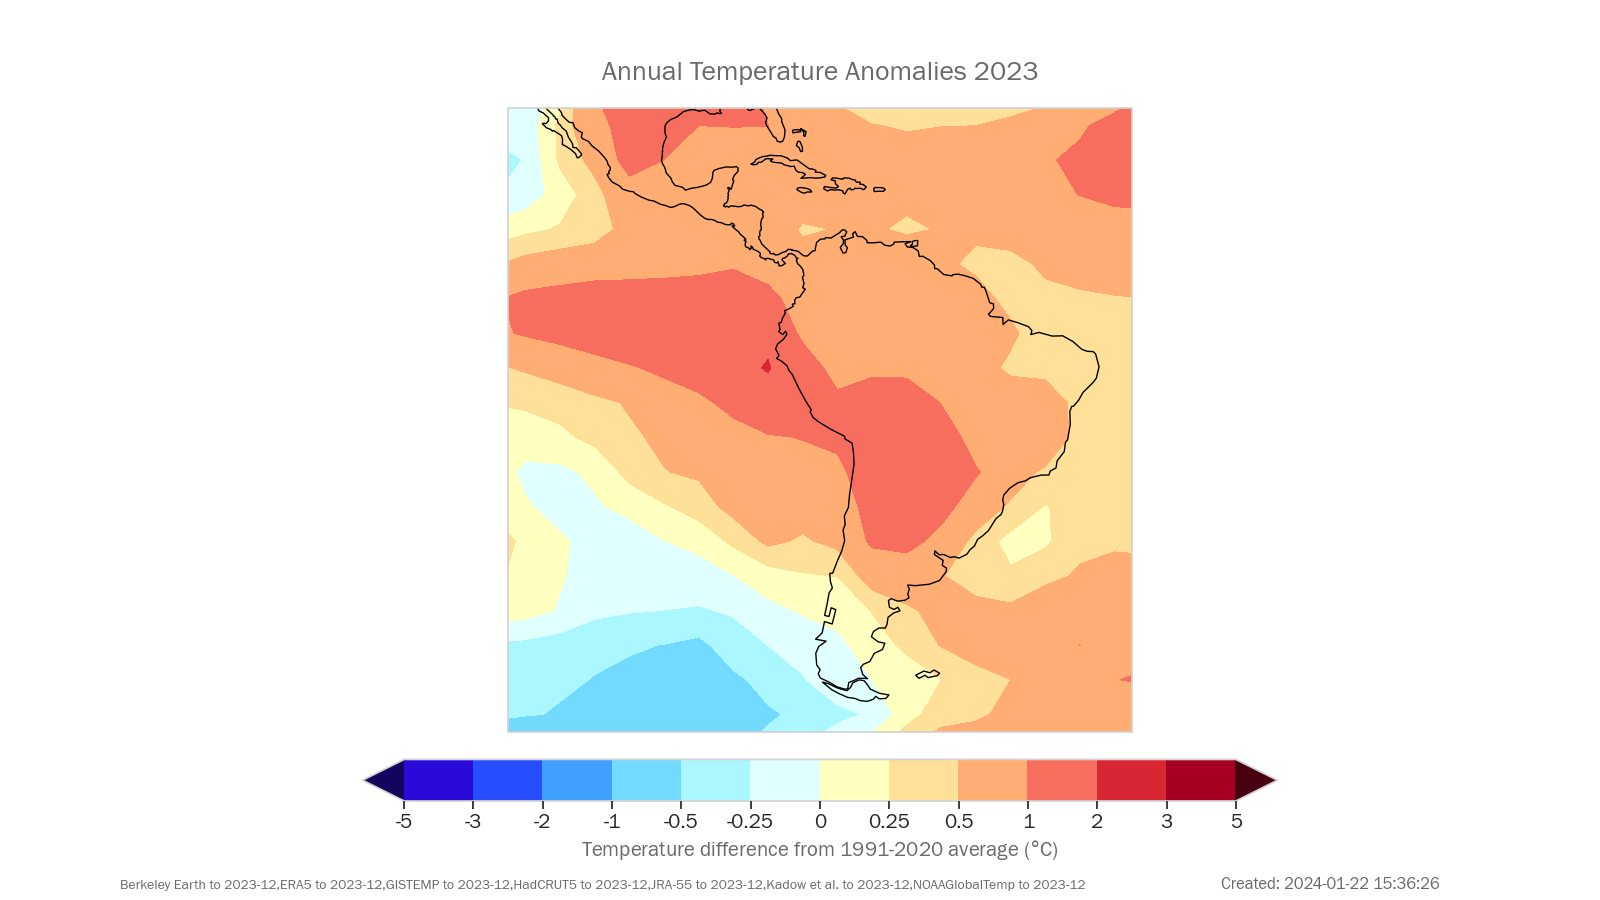 Annual Temperature Anomalies 2023
-5 -3 -2 -1 -0.5 -0.25 0 0.25 0.5 1 2 3 5
Temperature difference from 1991-2020 average (°C)
Berkeley Earth to 2023-12,ERA5 to 2023-12,GISTEMP to 2023-12,HadCRUT5 to 2023-12,JRA-55 to 2023-12,Kadow et al. to 2023-12,NOAAGlobalTemp to 2023-12
Created: 2024-01-22 15:36:26